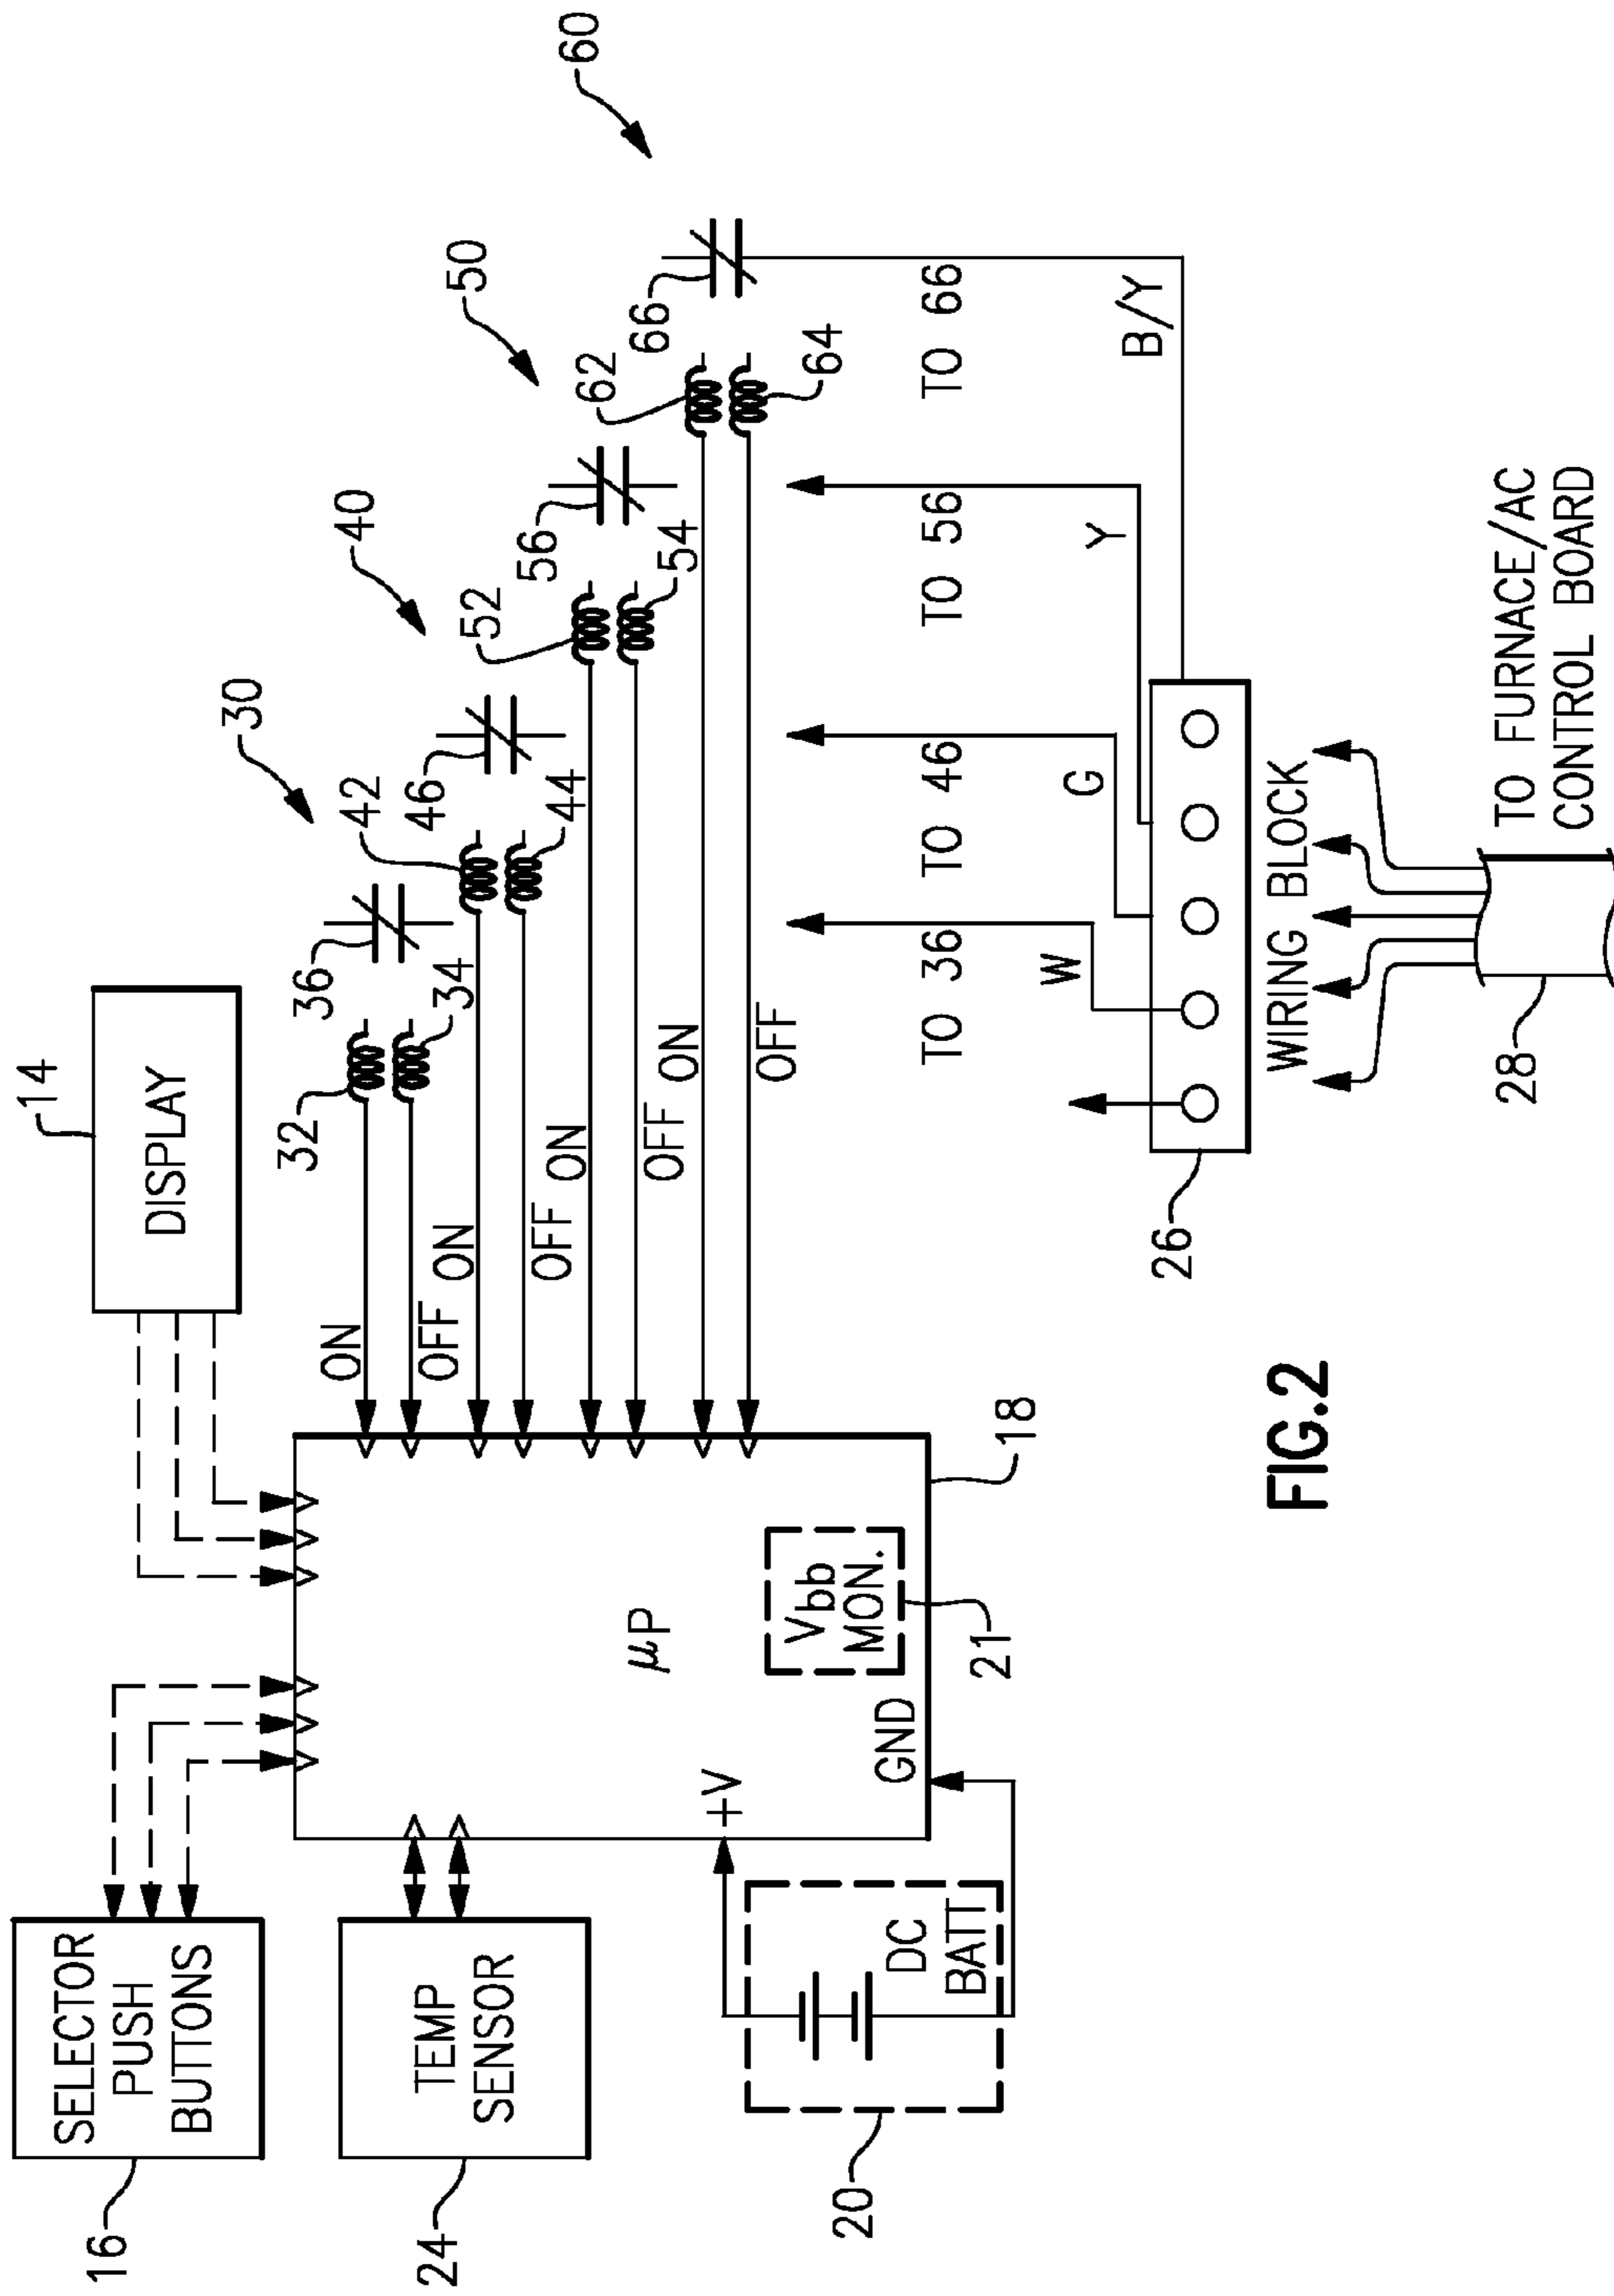 16
SELECTOR
PUSH
BUTTONS
14
DISPLAY
24
TEMP
SENSOR
20
DC
BATT
+V
GND
μP
Vbb
MON.
21
18
ON
OFF
ON
OFF
ON
OFF
ON
OFF
32
34
36
30
42
44
46
40
52
54
56
50
62
64
66
60
TO 36
TO 46
TO 56
TO 66
W
G
Y
B/Y
26
WIRING BLOCK
28
TO FURNACE/AC
CONTROL BOARD
FIG.2